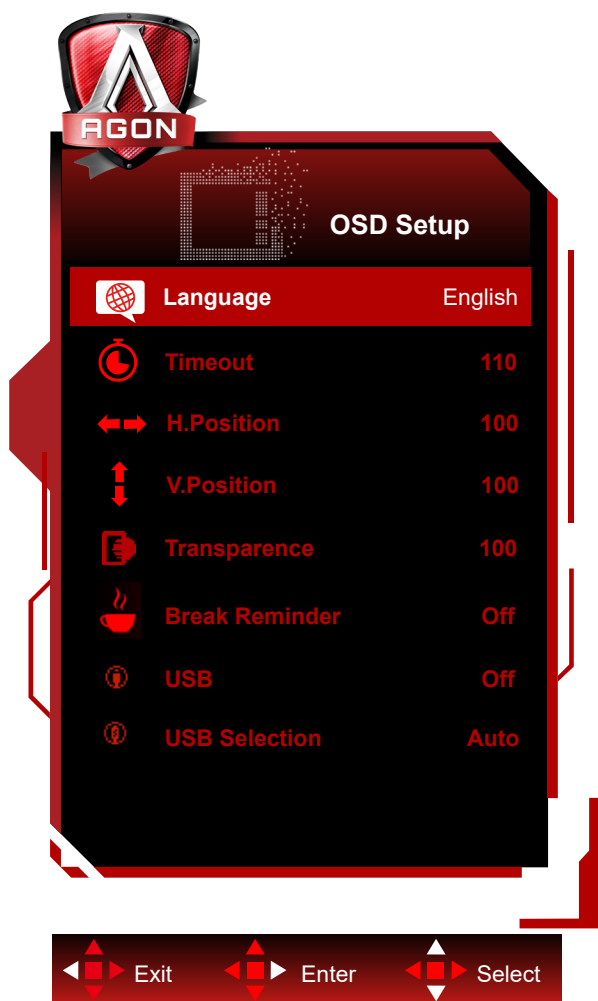 AGON
OSD Setup
Language English
Timeout 110
H.Position 100
V.Position 100
Transparence 100
Break Reminder Off
USB Off
USB Selection Auto
Exit Enter Select